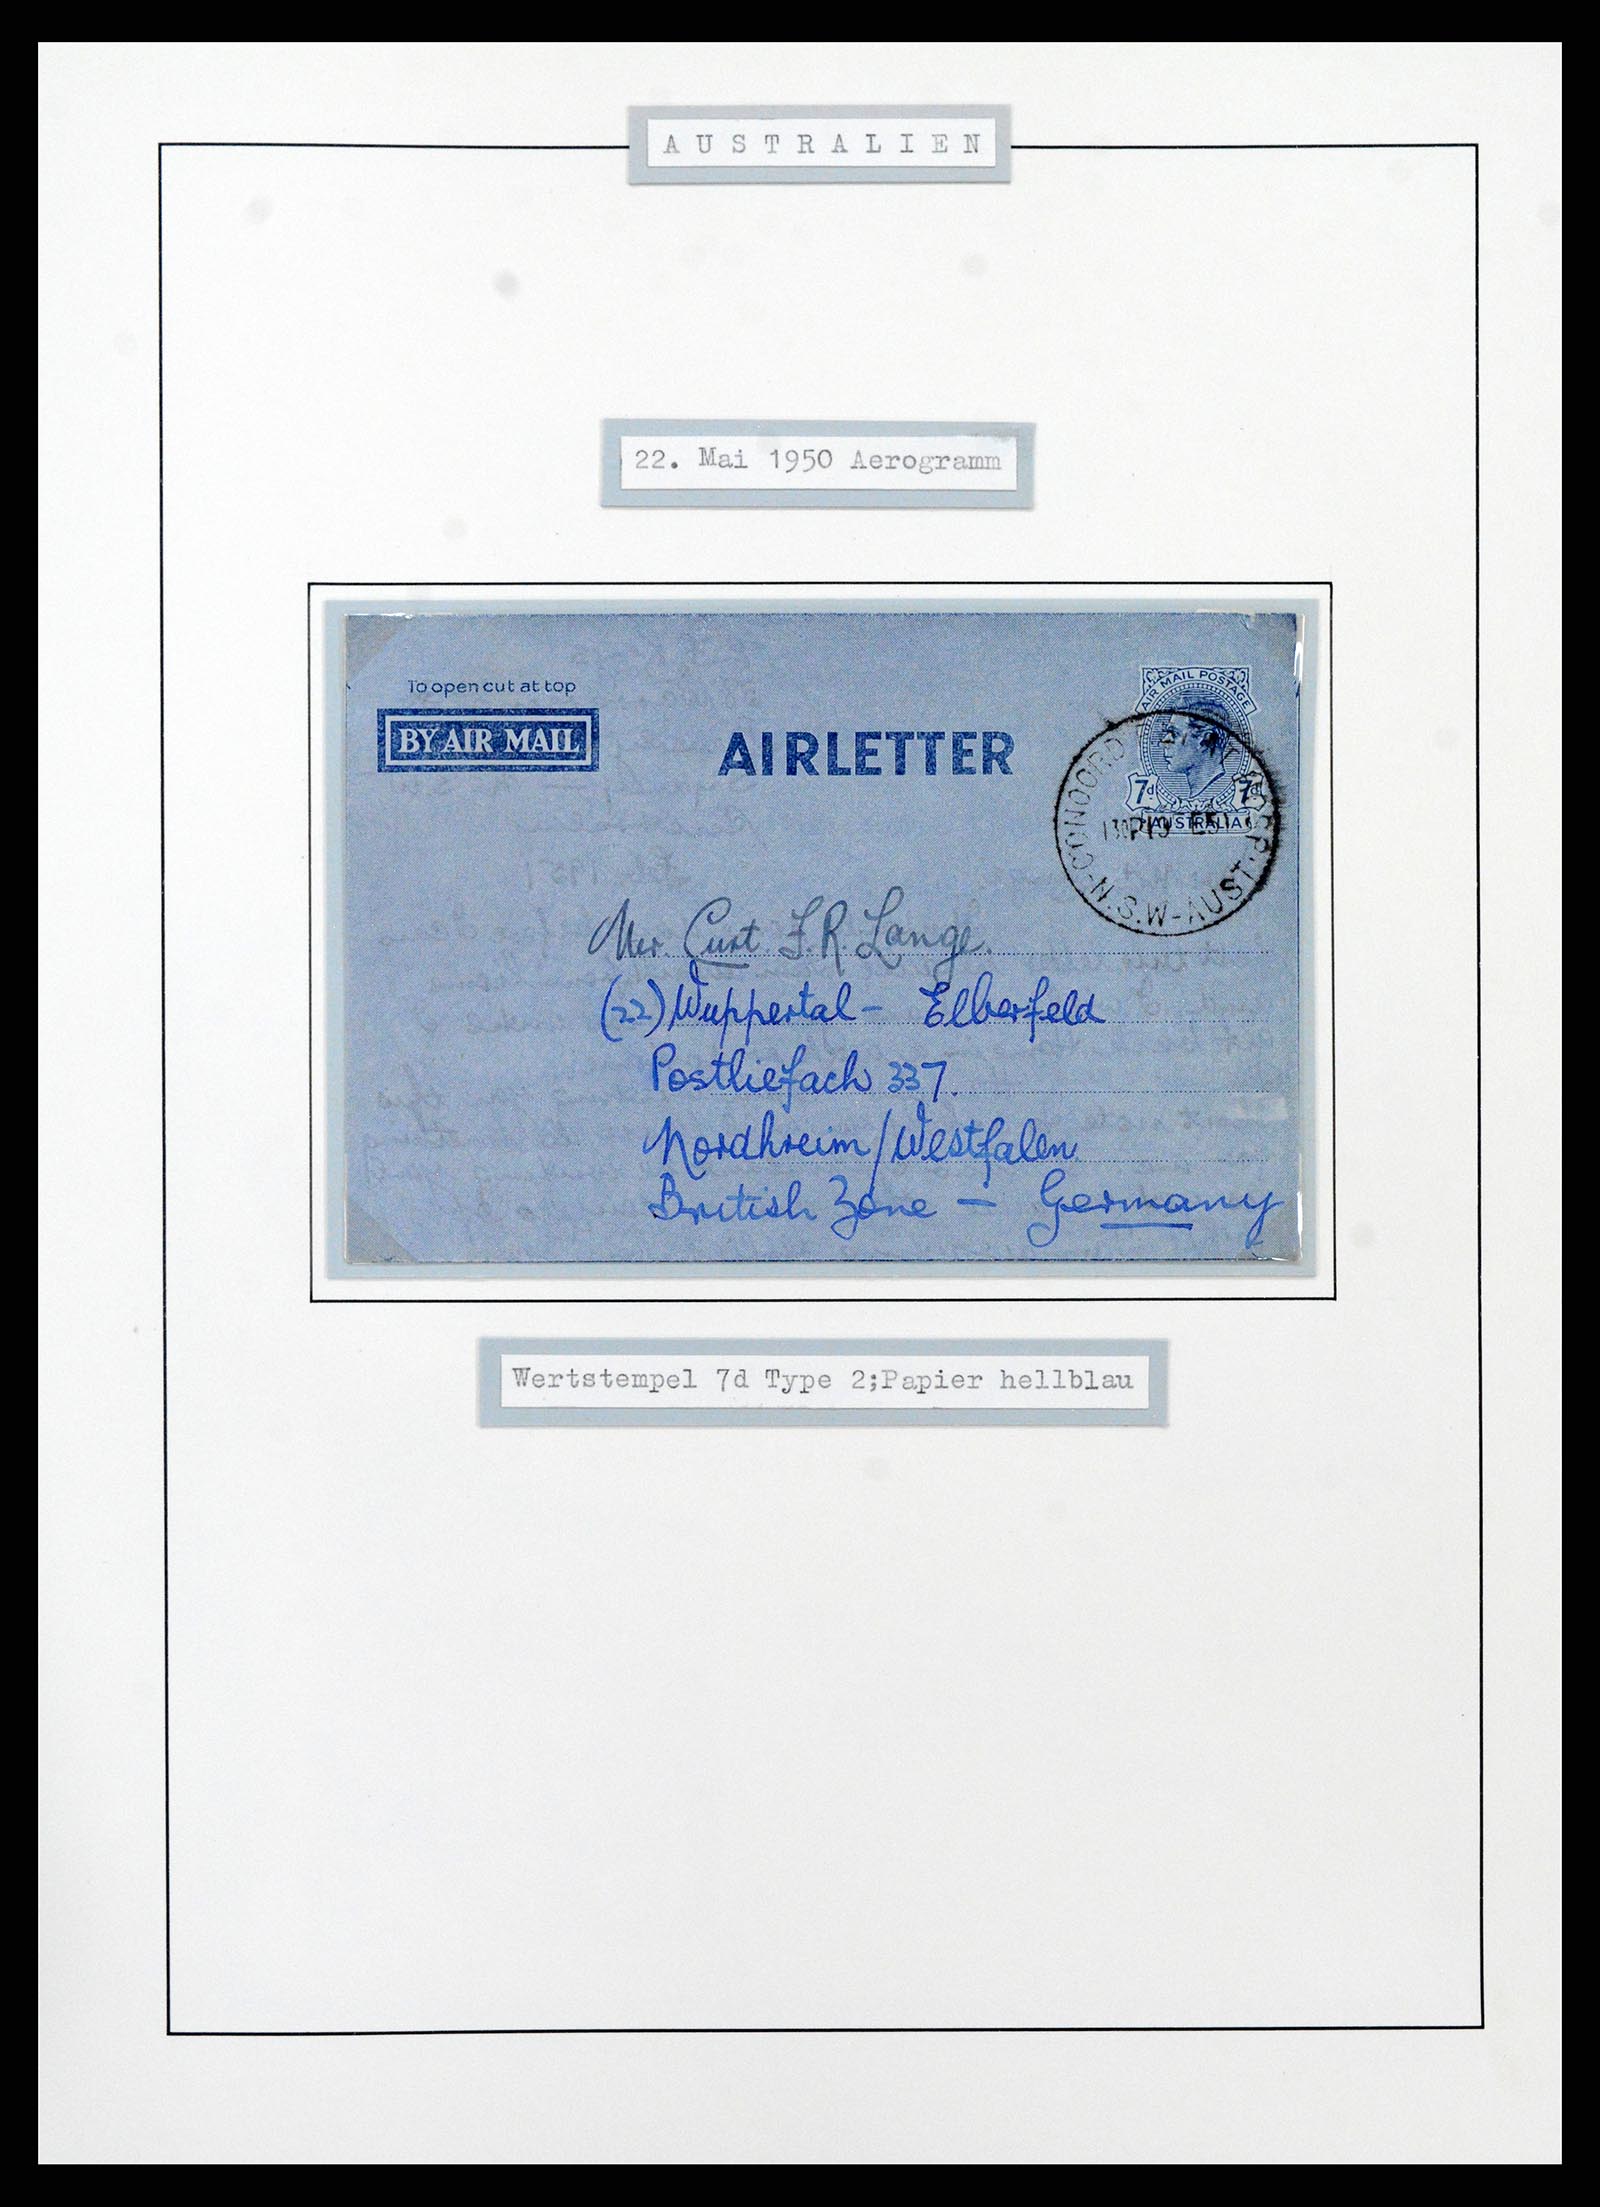 AUSTRALIEN
22. Mai 1950 Aerogramm
To open cut at top
BY AIR MAIL
AIRLETTER
AIR MAIL POSTAGE
7d 7d
AUSTRALIA
N.S.W-AUST
Mr. Curt F.R. Lange.
(22) Wuppertal - Elberfeld
Postliefach 337.
Nordhreim/Westfalen
British Zone - Germany
Wertstempel 7d Type 2;Papier hellblau